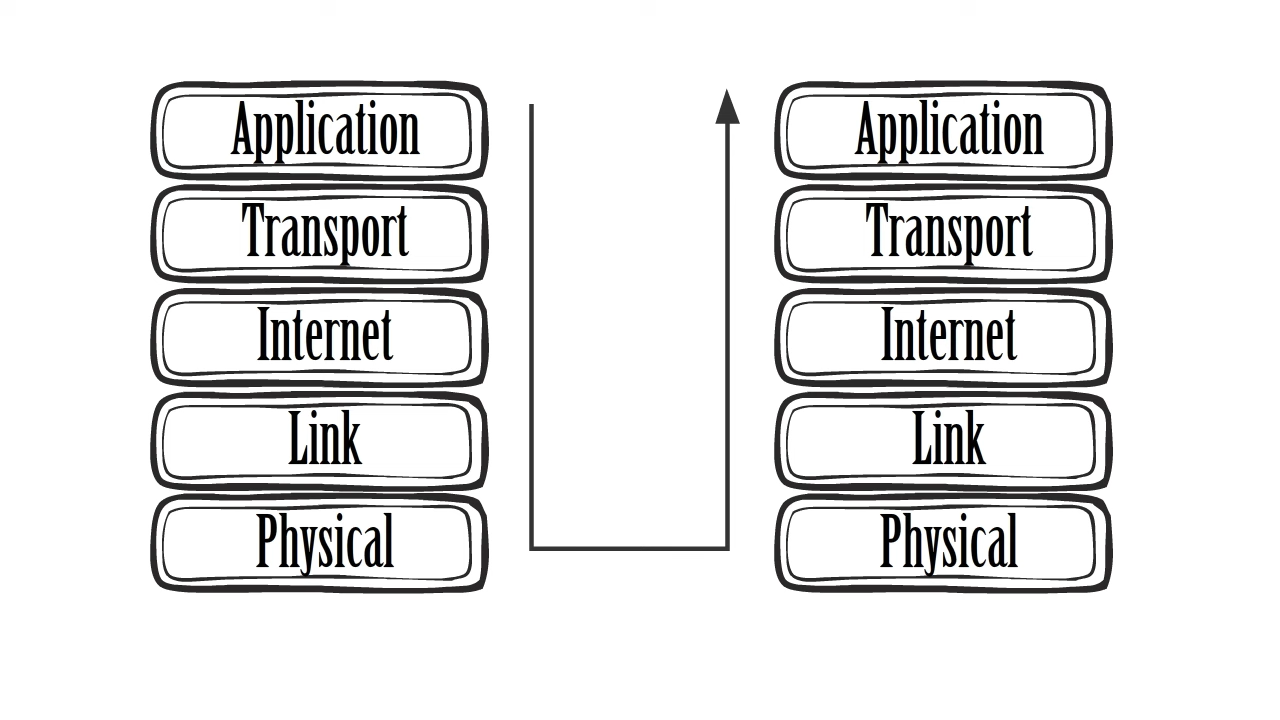 Application
Transport
Internet
Link
Physical
Application
Transport
Internet
Link
Physical